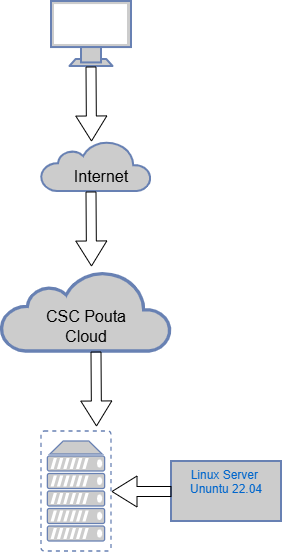 Internet
CSC Pouta
Cloud
Linux Server
Ununtu 22.04